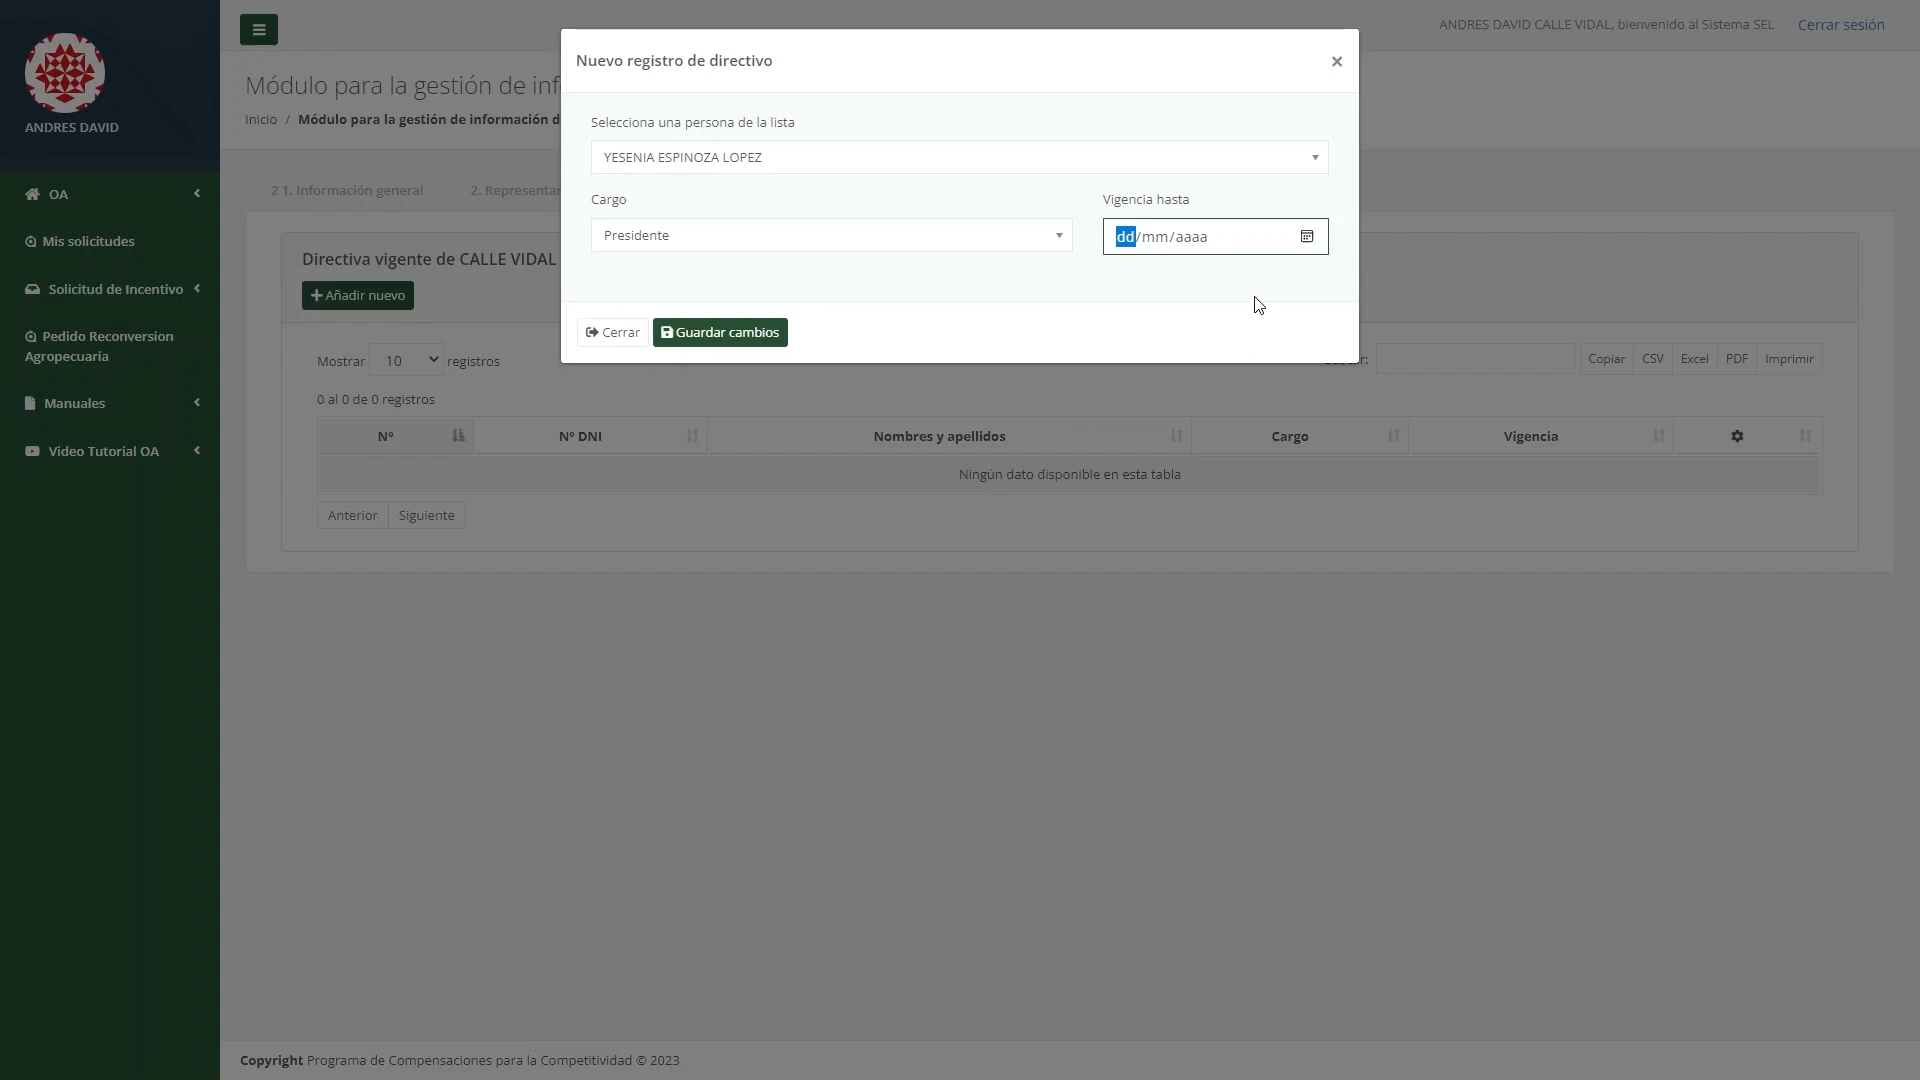 ANDRES DAVID
OA
Mis solicitudes
Solicitud de Incentivo
Pedido Reconversion
Agropecuaria
Manuales
Video Tutorial OA
ANDRES DAVID CALLE VIDAL, bienvenido al Sistema SEL
Cerrar sesión
Módulo para la gestión de inf
Inicio / Módulo para la gestión de información d
2 1. Información general
2. Representan
Directiva vigente de CALLE VIDAL
Añadir nuevo
Nuevo registro de directivo
×
Selecciona una persona de la lista
YESENIA ESPINOZA LOPEZ
Cargo
Vigencia hasta
Presidente
dd/mm/aaaa
Cerrar
Guardar cambios
Mostrar 10 registros
Copiar
CSV
Excel
PDF
Imprimir
0 al 0 de 0 registros
Nº
Nº DNI
Nombres y apellidos
Cargo
Vigencia
Ningún dato disponible en esta tabla
Anterior
Siguiente
Copyright Programa de Compensaciones para la Competitividad © 2023